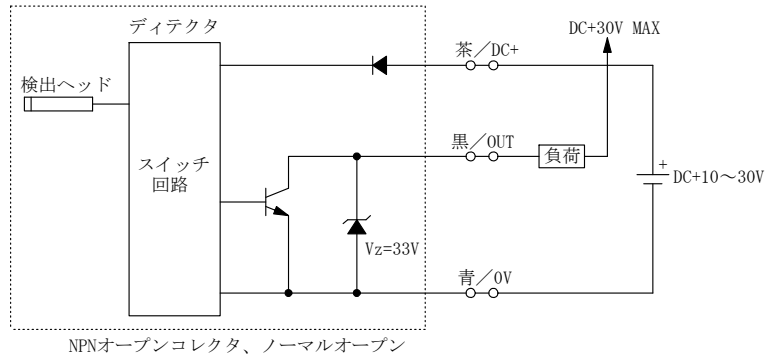 ディテクタ
検出ヘッド
スイッチ
回路
茶／DC+
DC+30V MAX
黒／OUT
負荷
+
DC+10～30V
Vz=33V
青／0V
NPNオープンコレクタ、ノーマルオープン